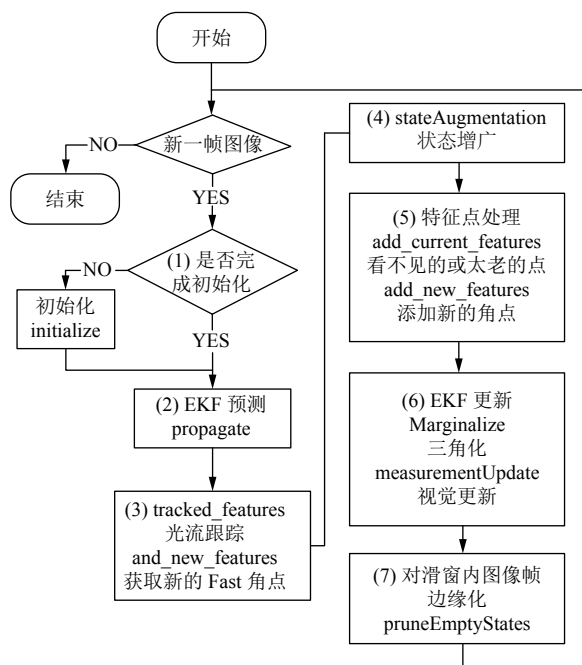 开始
新一帧图像
NO
结束
YES
(1) 是否完
成初始化
NO
初始化
initialize
YES
(2) EKF 预测
propagate
(3) tracked_features
光流跟踪
and_new_features
获取新的 Fast 角点
(4) stateAugmentation
状态增广
(5) 特征点处理
add_current_features
看不见的或太老的点
add_new_features
添加新的角点
(6) EKF 更新
Marginalize
三角化
measurementUpdate
视觉更新
(7) 对滑窗内图像帧
边缘化
pruneEmptyStates